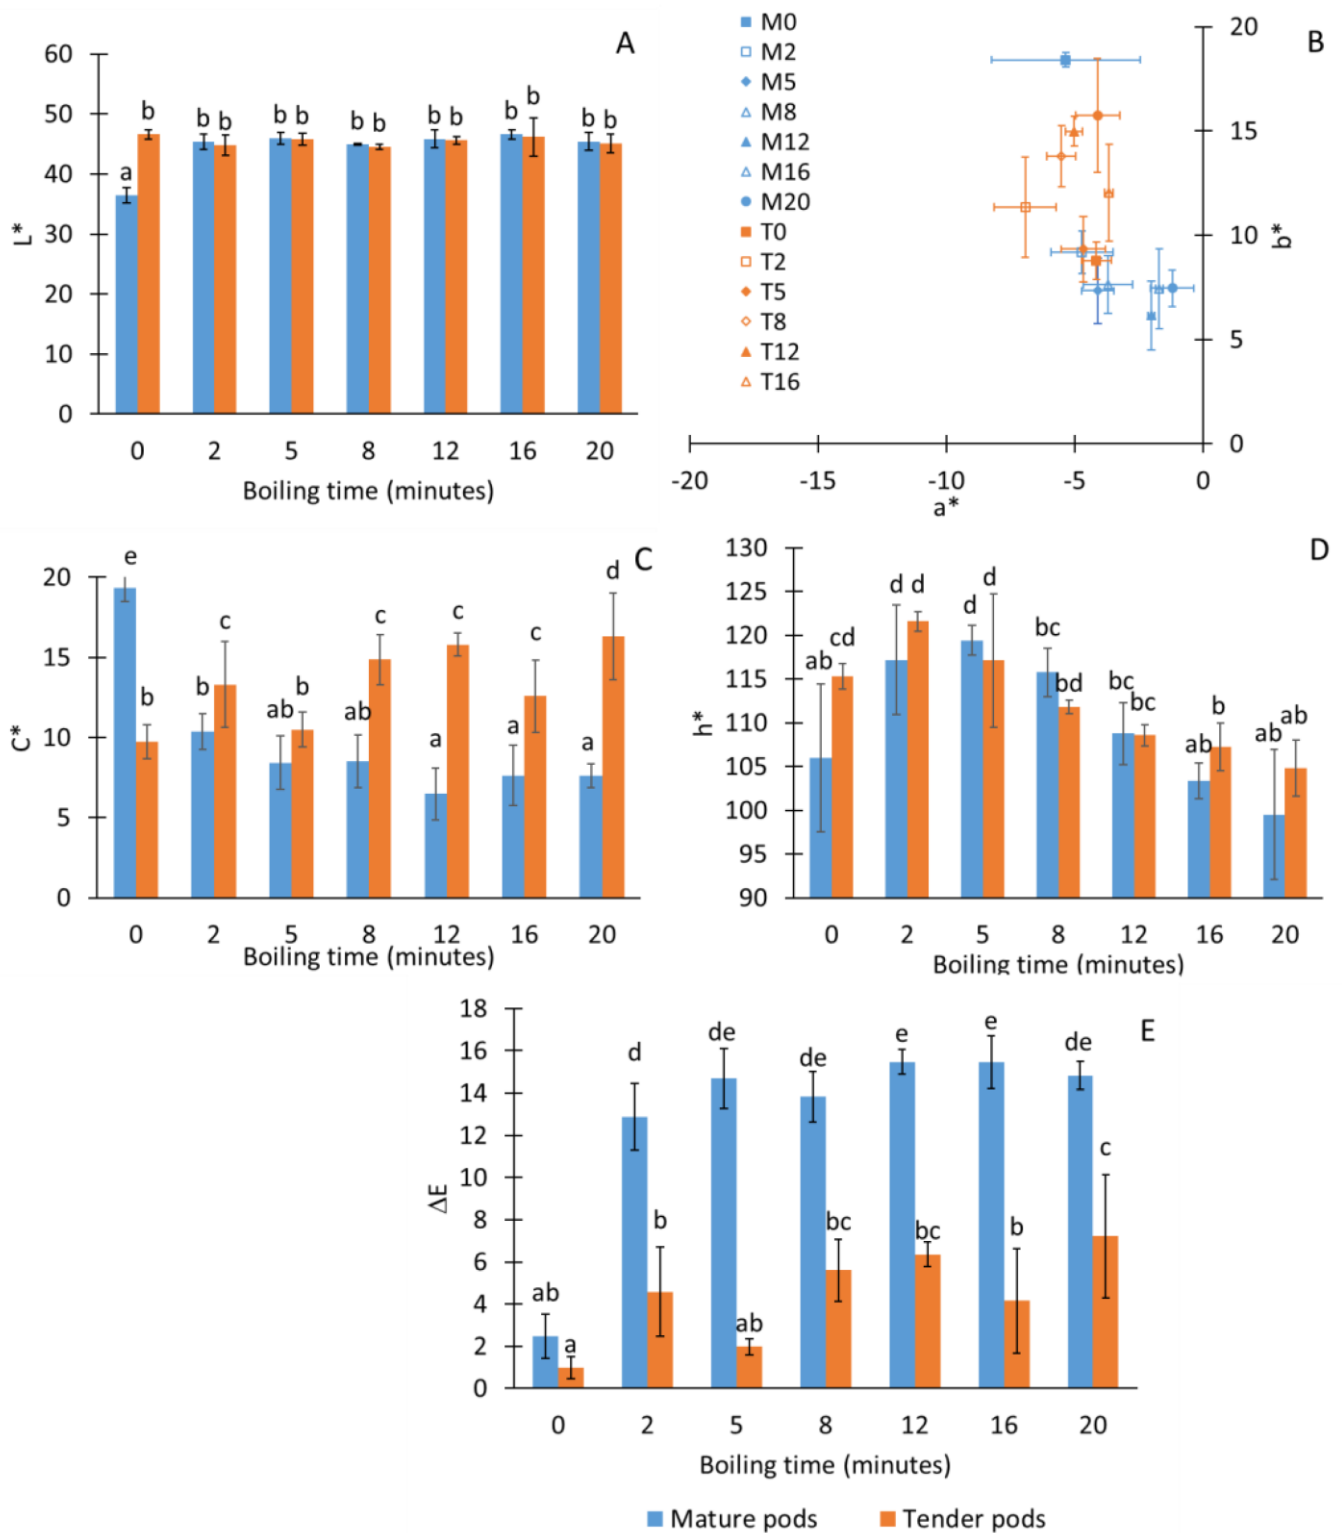 A
60
50
40
30
20
10
0
L*
a b b b b b b b b b b b b b
0 2 5 8 12 16 20
Boiling time (minutes)
B
M0
M2
M5
M8
M12
M16
M20
T0
T2
T5
T8
T12
T16
20
15
10
5
0
b*
-20 -15 -10 -5 0
a*
C
20
15
10
5
0
C*
e b b c ab b ab c a c a c a d
0 2 5 8 12 16 20
Boiling time (minutes)
D
130
125
120
115
110
105
100
95
90
h*
ab cd d d d d bc bd bc bc ab b ab ab
0 2 5 8 12 16 20
Boiling time (minutes)
E
18
16
14
12
10
8
6
4
2
0
ΔE
ab a d b de ab de bc e bc e b de c
0 2 5 8 12 16 20
Boiling time (minutes)
Mature pods Tender pods